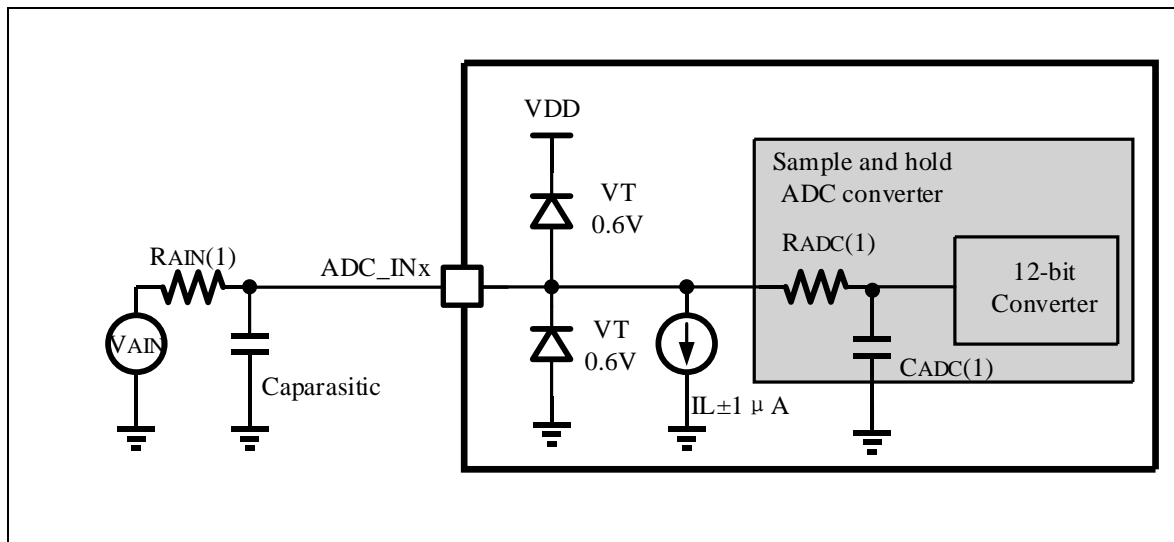 VDD
Sample and hold
ADC converter
VT
0.6V
RAIN(1)
ADC_INx
RADC(1)
12-bit
Converter
VAIN
VT
0.6V
Caparasitic
CADC(1)
IL±1 μA